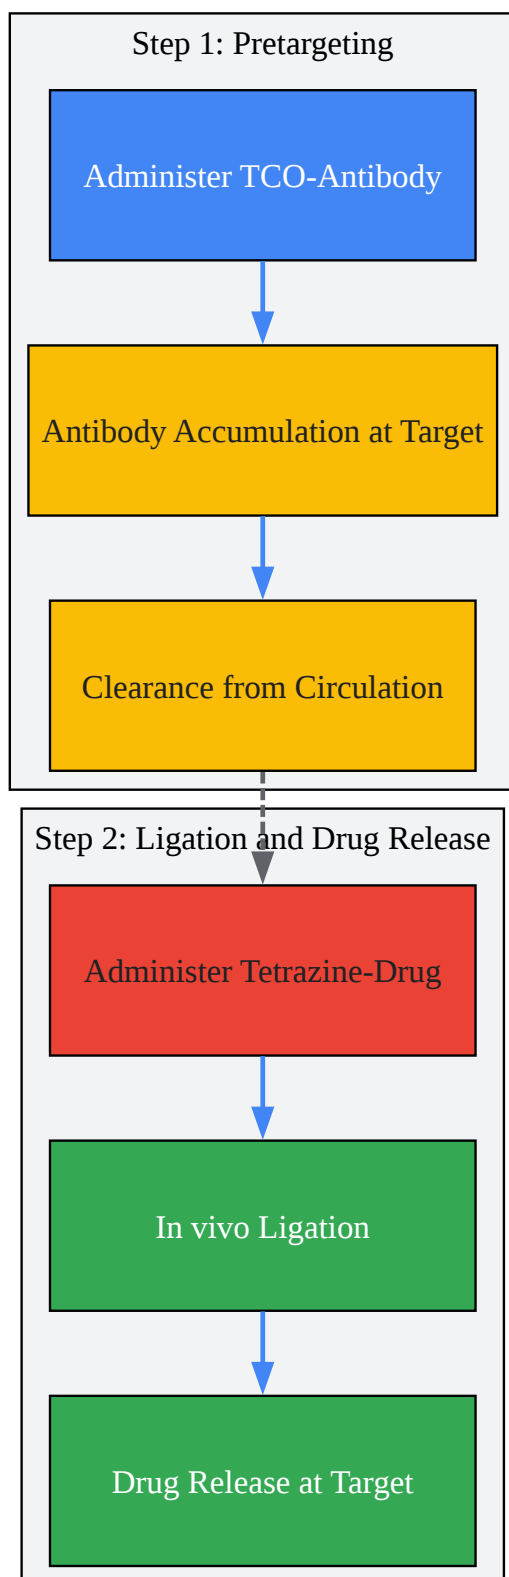 Step 1: Pretargeting
Administer TCO-Antibody
Antibody Accumulation at Target
Clearance from Circulation
Step 2: Ligation and Drug Release
Administer Tetrazine-Drug
In vivo Ligation
Drug Release at Target